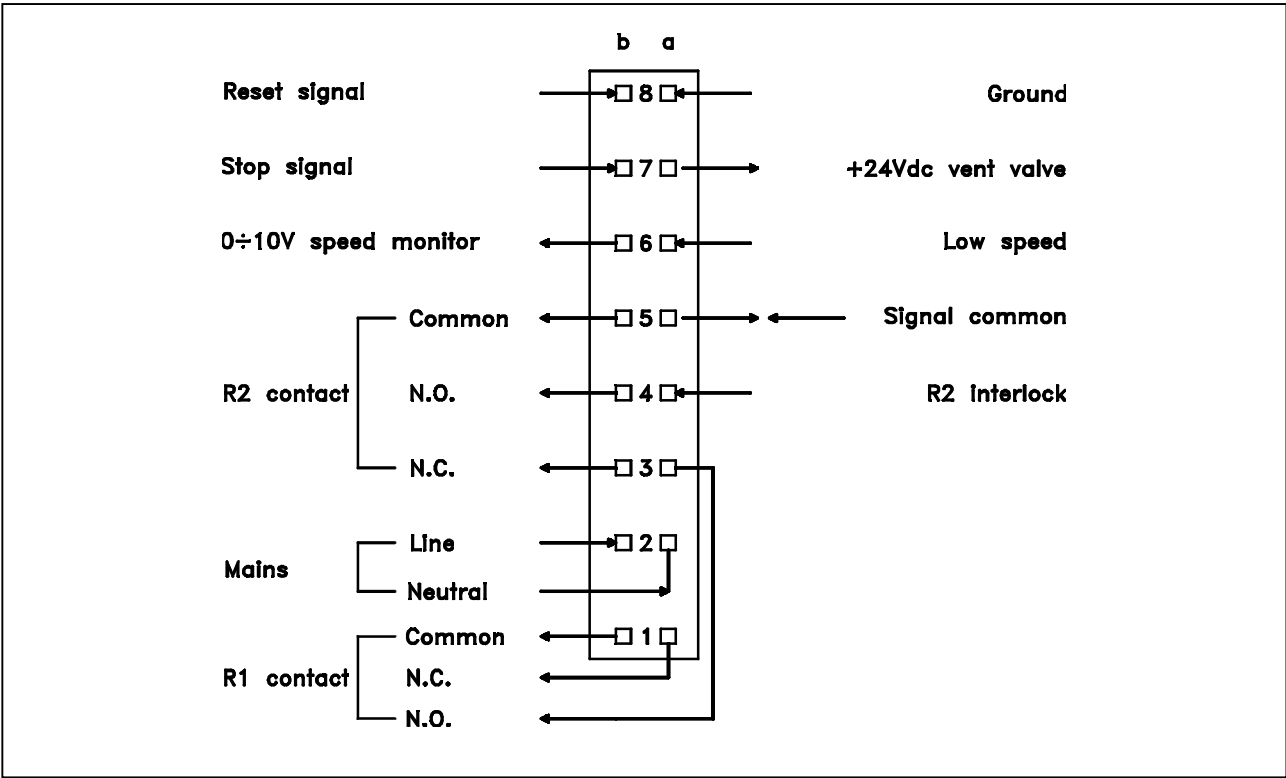 b a
Reset signal 8 Ground
Stop signal 7 +24Vdc vent valve
0÷10V speed monitor 6 Low speed
Common 5 Signal common
R2 contact N.O. 4 R2 interlock
N.C. 3
Line 2
Mains
Neutral
Common 1
R1 contact N.C.
N.O.